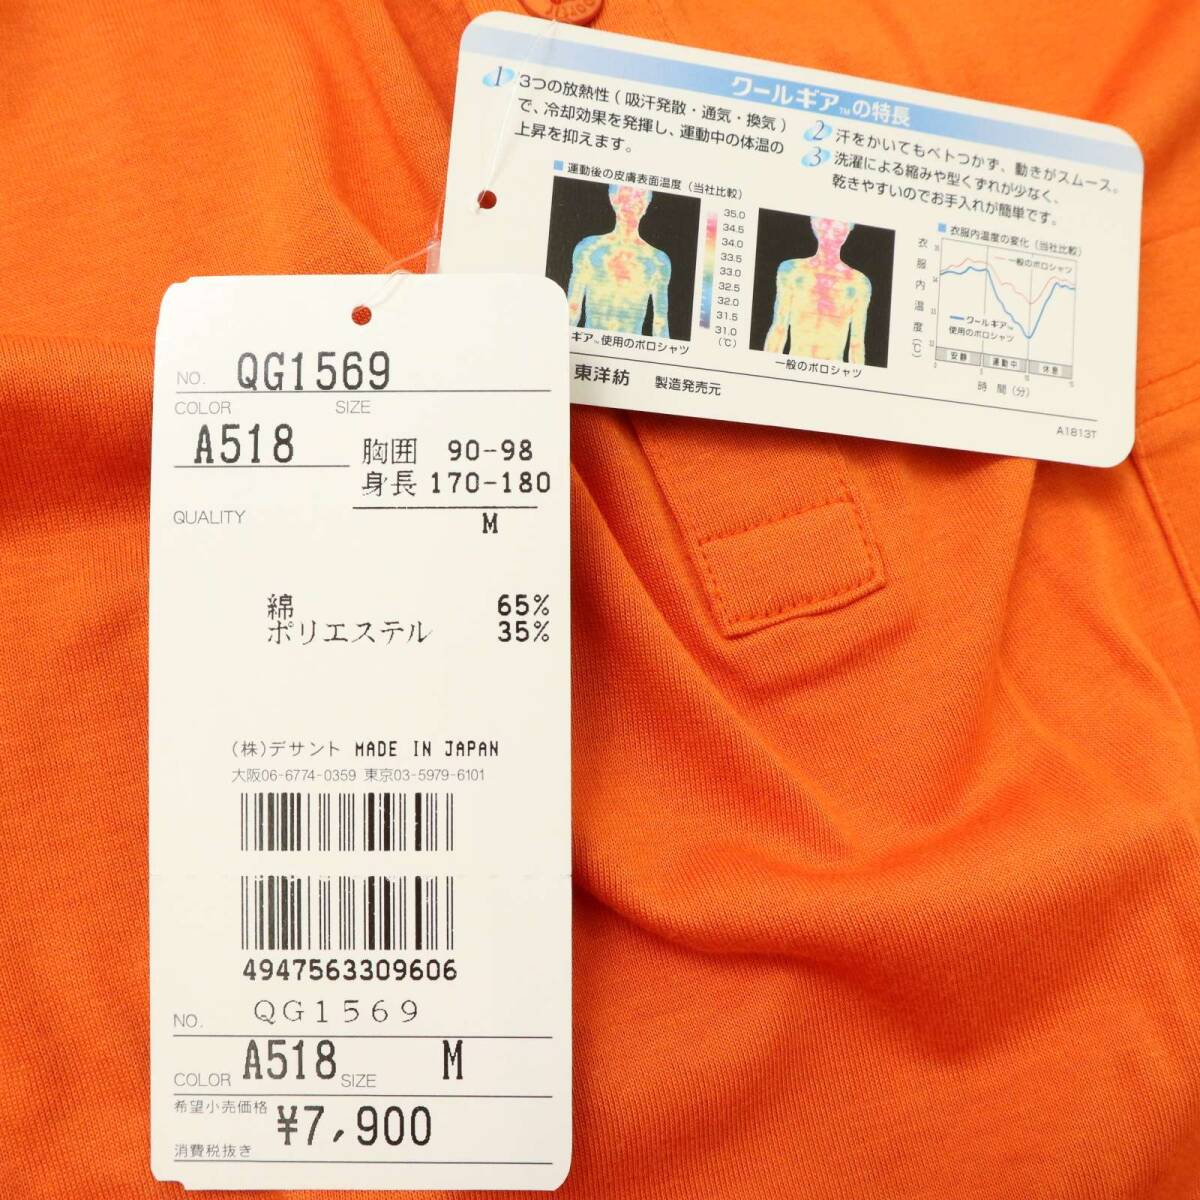 クールギア™の特長
1 3つの放熱性(吸汗発散・通気・換気)
で、冷却効果を発揮し、運動中の体温の
上昇を抑えます。
2 汗をかいてもベトつかず、動きがスムース。
3 洗濯による縮みや型くずれが少なく、
乾きやすいのでお手入れが簡単です。
■ 運動後の皮膚表面温度(当社比較)
35.0
34.5
34.0
33.5
33.0
32.5
32.0
31.5
31.0
(℃)
ギア™使用のポロシャツ
一般のポロシャツ
■ 衣服内温度の変化(当社比較)
衣服内温度(℃)
一般のポロシャツ
クールギア™
使用のポロシャツ
安静 運動中 休息
0 5 10 15
時間(分)
東洋紡 製造発売元
A1813T
NO. QG1569
COLOR SIZE
A518 胸囲 90-98
身長 170-180
M
QUALITY
綿 65%
ポリエステル 35%
(株)デサント MADE IN JAPAN
大阪06-6774-0359 東京03-5979-6101
4947563309606
NO. QG1569
COLOR A518 SIZE M
希望小売価格
¥7,900
消費税抜き